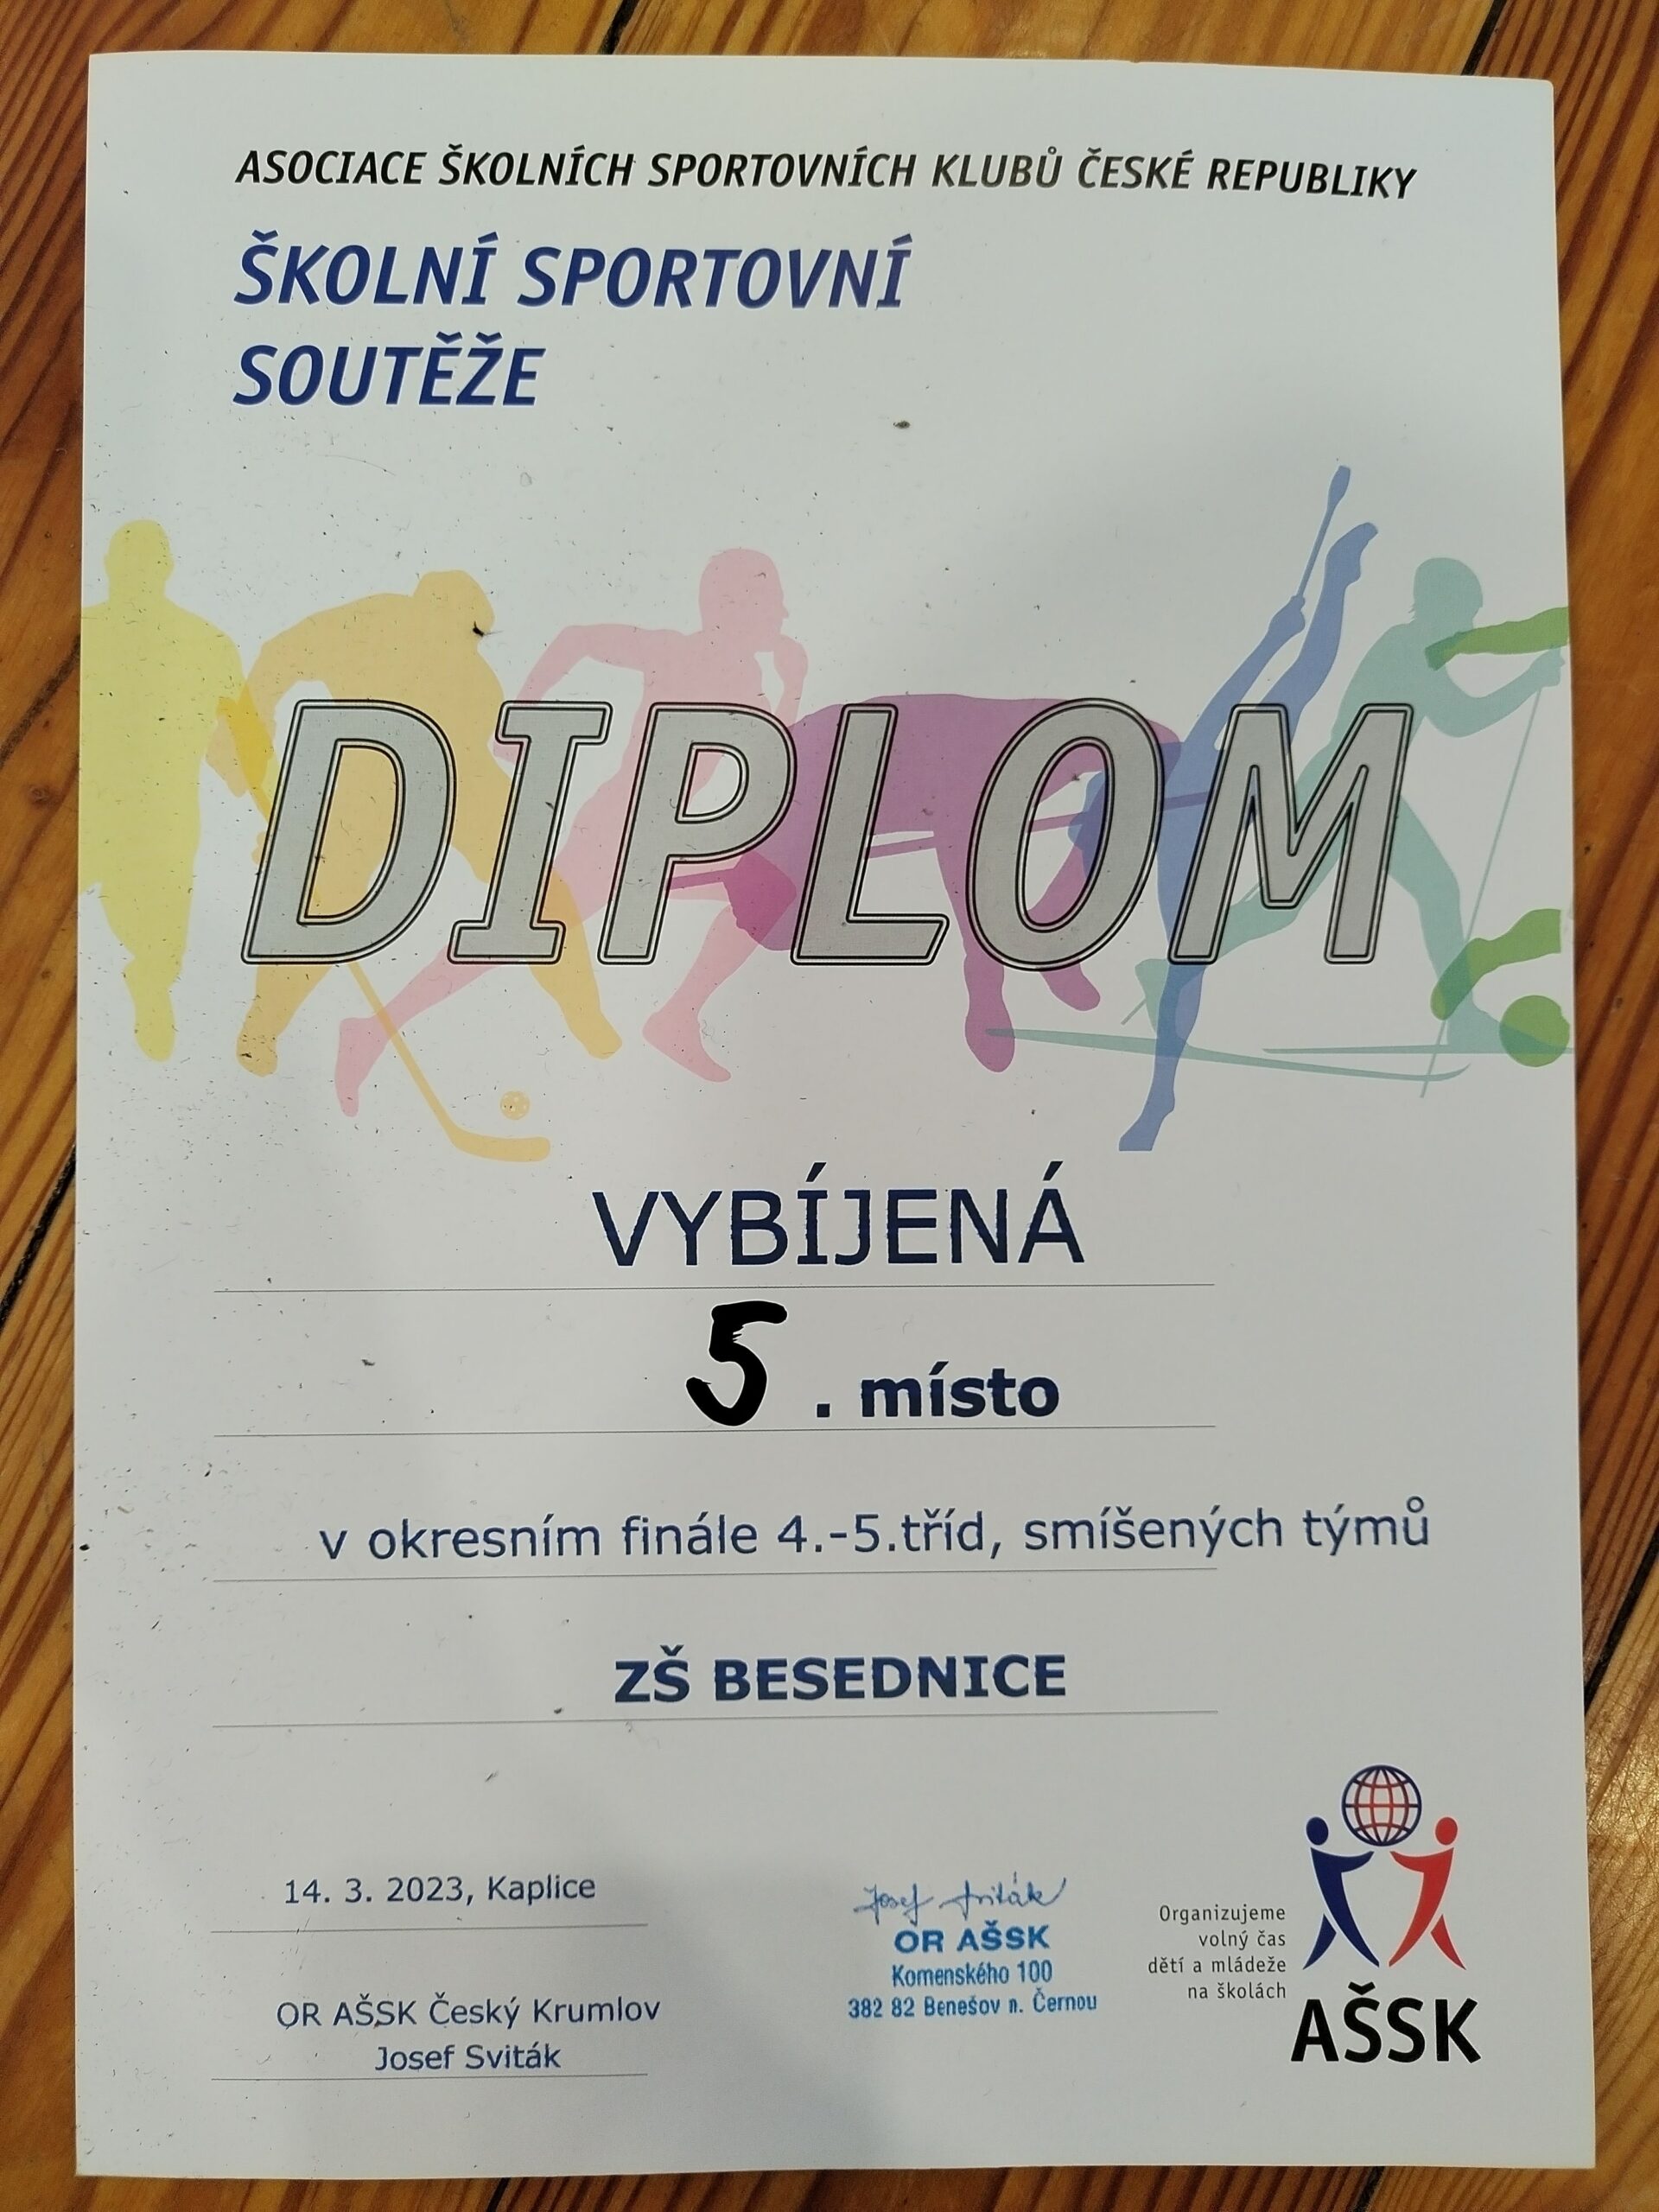 ASOCIACE ŠKOLNÍCH SPORTOVNÍCH KLUBŮ ČESKÉ REPUBLIKY
ŠKOLNÍ SPORTOVNÍ
SOUTĚŽE
DIPLOM
VYBÍJENÁ
5. místo
v okresním finále 4.-5.tříd, smíšených týmů
ZŠ BESEDNICE
14. 3. 2023, Kaplice
OR AŠSK Český Krumlov
Josef Sviták
Josef Sviták
OR AŠSK
Komenského 100
382 82 Benešov n. Černou
Organizujeme
volný čas
dětí a mládeže
na školách
AŠSK